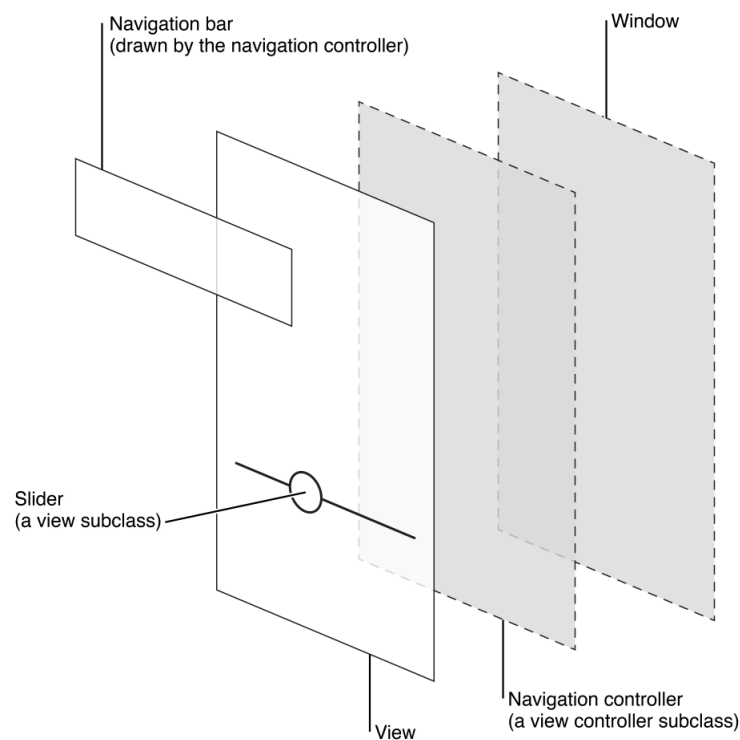 Navigation bar
(drawn by the navigation controller)
Window
Slider
(a view subclass)
Navigation controller
(a view controller subclass)
View